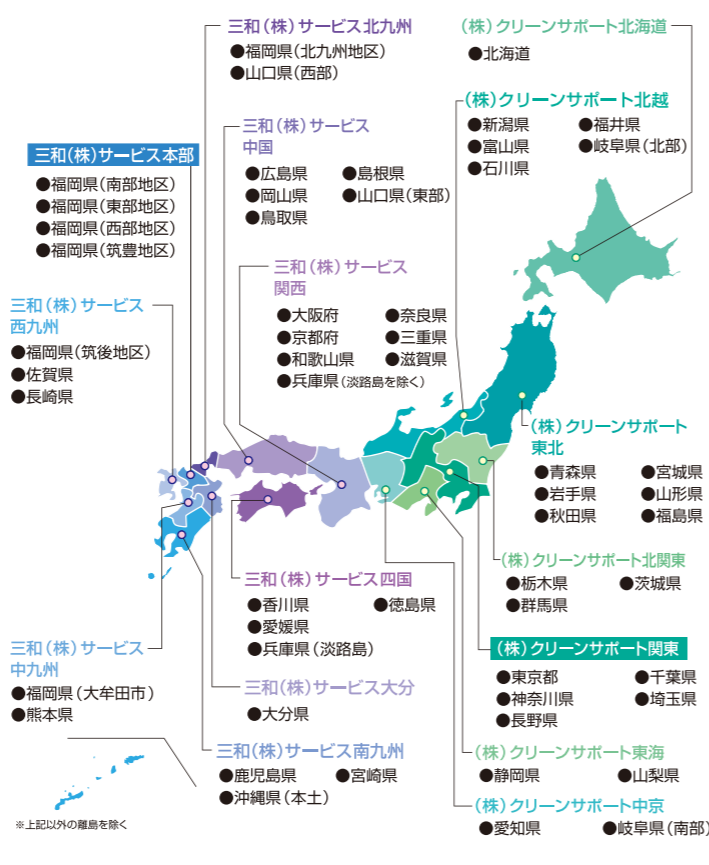 三和(株)サービス北九州
●福岡県(北九州地区)
●山口県(西部)
(株)クリーンサポート北海道
●北海道
(株)クリーンサポート北越
●新潟県 ●福井県
●富山県 ●岐阜県(北部)
●石川県
三和(株)サービス
中国
●広島県 ●島根県
●岡山県 ●山口県(東部)
●鳥取県
三和(株)サービス本部
●福岡県(南部地区)
●福岡県(東部地区)
●福岡県(西部地区)
●福岡県(筑豊地区)
三和(株)サービス
関西
●大阪府 ●奈良県
●京都府 ●三重県
●和歌山県 ●滋賀県
●兵庫県(淡路島を除く)
三和(株)サービス
西九州
●福岡県(筑後地区)
●佐賀県
●長崎県
(株)クリーンサポート
東北
●青森県 ●宮城県
●岩手県 ●山形県
●秋田県 ●福島県
(株)クリーンサポート北関東
●栃木県 ●茨城県
●群馬県
三和(株)サービス四国
●香川県 ●徳島県
●愛媛県
●兵庫県(淡路島)
(株)クリーンサポート関東
●東京都 ●千葉県
●神奈川県 ●埼玉県
●長野県
三和(株)サービス
中九州
●福岡県(大牟田市)
●熊本県
三和(株)サービス大分
●大分県
三和(株)サービス南九州
●鹿児島県 ●宮崎県
●沖縄県(本土)
(株)クリーンサポート東海
●静岡県 ●山梨県
(株)クリーンサポート中京
●愛知県 ●岐阜県(南部)
※上記以外の離島を除く